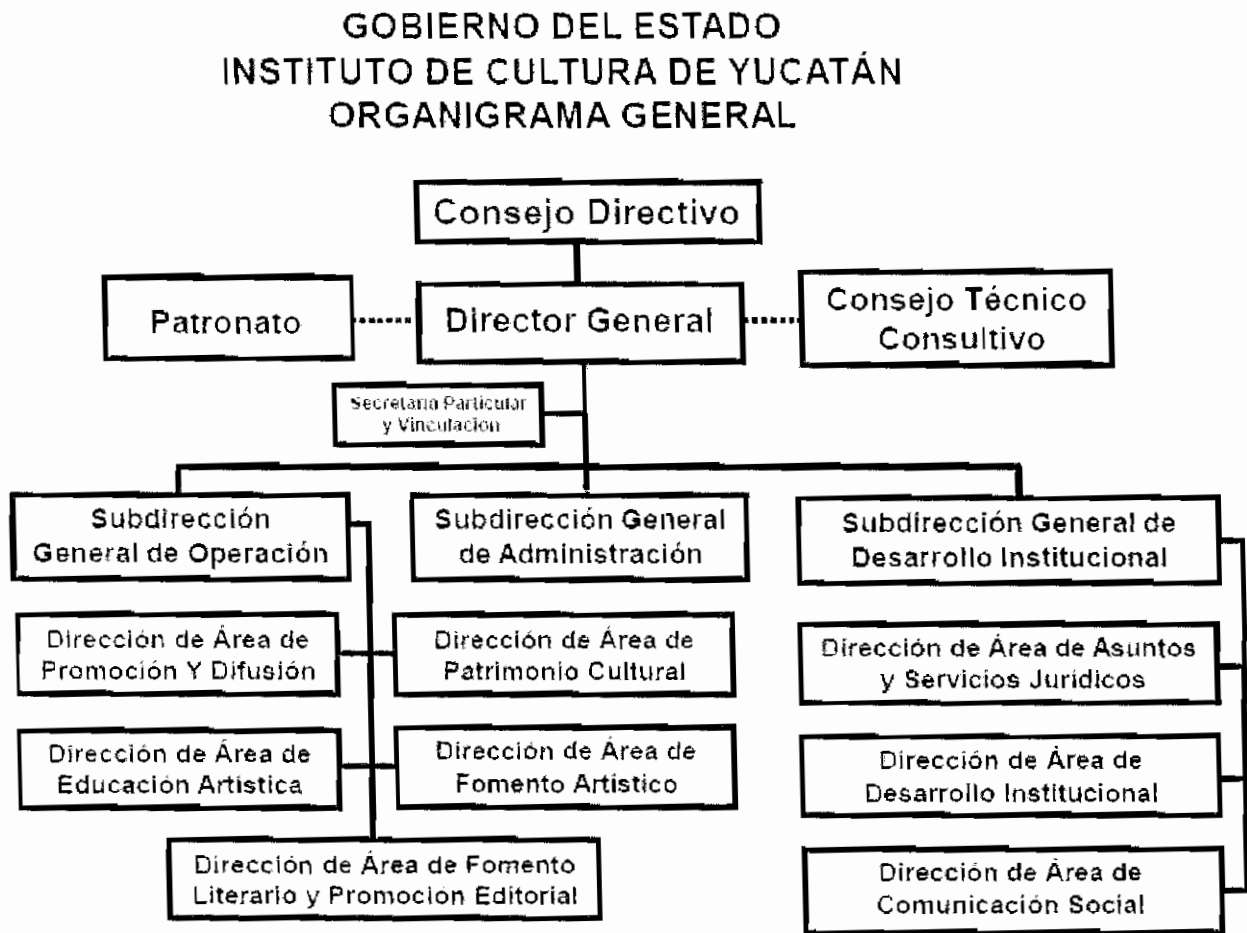 GOBIERNO DEL ESTADO
INSTITUTO DE CULTURA DE YUCATÁN
ORGANIGRAMA GENERAL
Consejo Directivo
Patronato
Director General
Consejo Técnico
Consultivo
Secretaria Particular
y Vinculacion
Subdirección
General de Operación
Subdirección General
de Administración
Subdirección General de
Desarrollo Institucional
Dirección de Área de
Promoción Y Difusión
Dirección de Área de
Patrimonio Cultural
Dirección de Área de Asuntos
y Servicios Jurídicos
Dirección de Área de
Educación Artística
Dirección de Área de
Fomento Artístico
Dirección de Área de
Desarrollo Institucional
Dirección de Área de Fomento
Literario y Promoción Editorial
Dirección de Área de
Comunicación Social